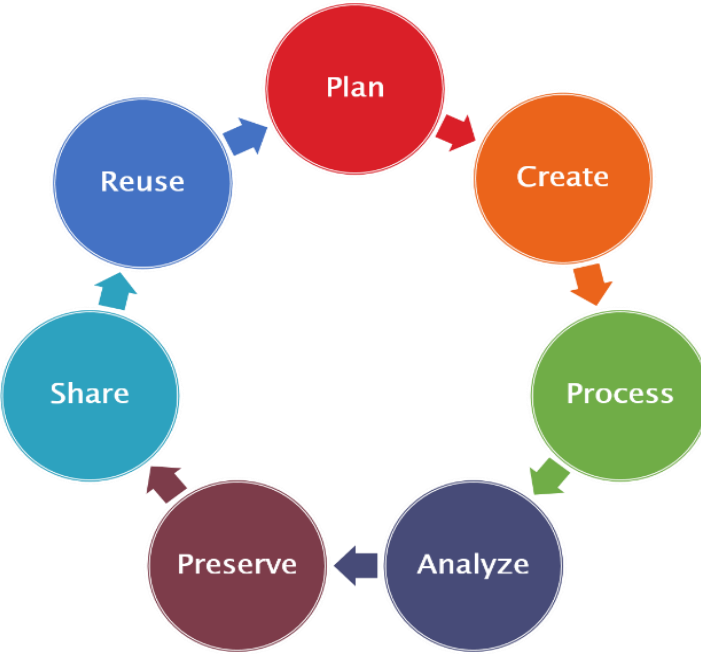 Plan
Create
Process
Analyze
Preserve
Share
Reuse